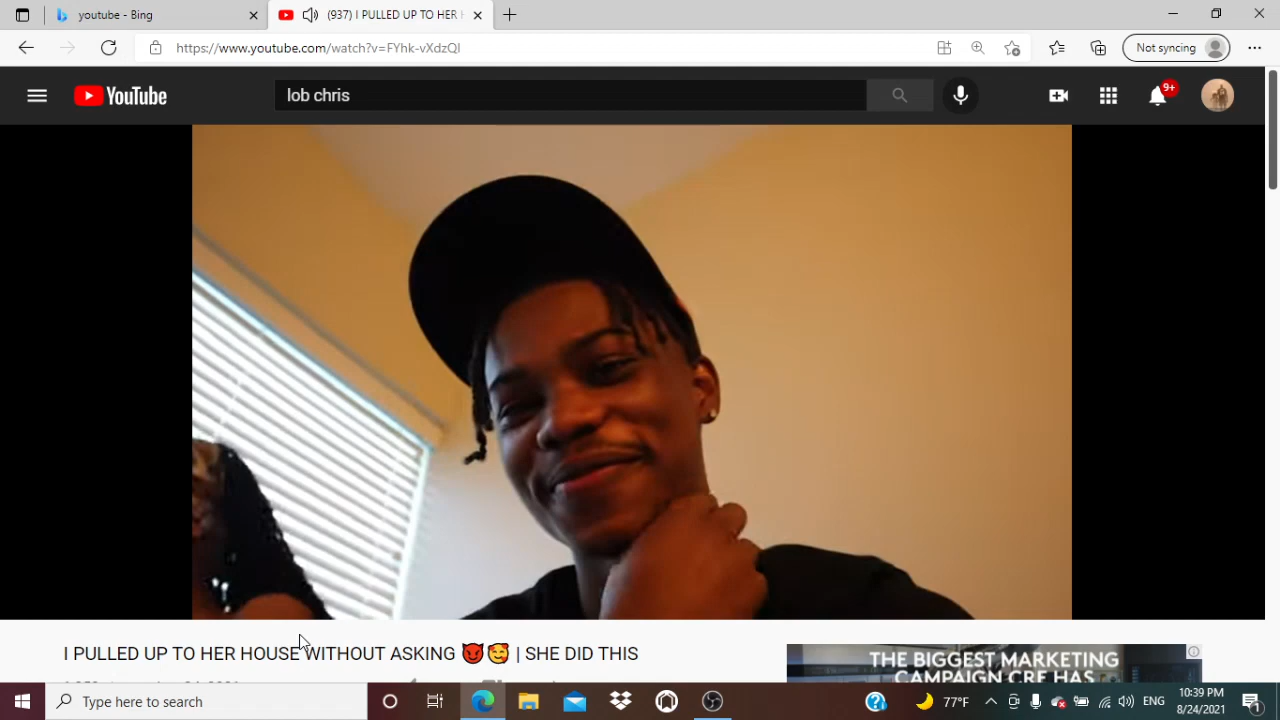 youtube - Bing
(937) I PULLED UP TO HER
https://www.youtube.com/watch?v=FYhk-vXdzQI
Not syncing
YouTube
lob chris
9+
I PULLED UP TO HER HOUSE WITHOUT ASKING 😈🥰 | SHE DID THIS
THE BIGGEST MARKETING
CAMPAIGN CRE HAS
Type here to search
77°F
ENG
10:39 PM
8/24/2021
1